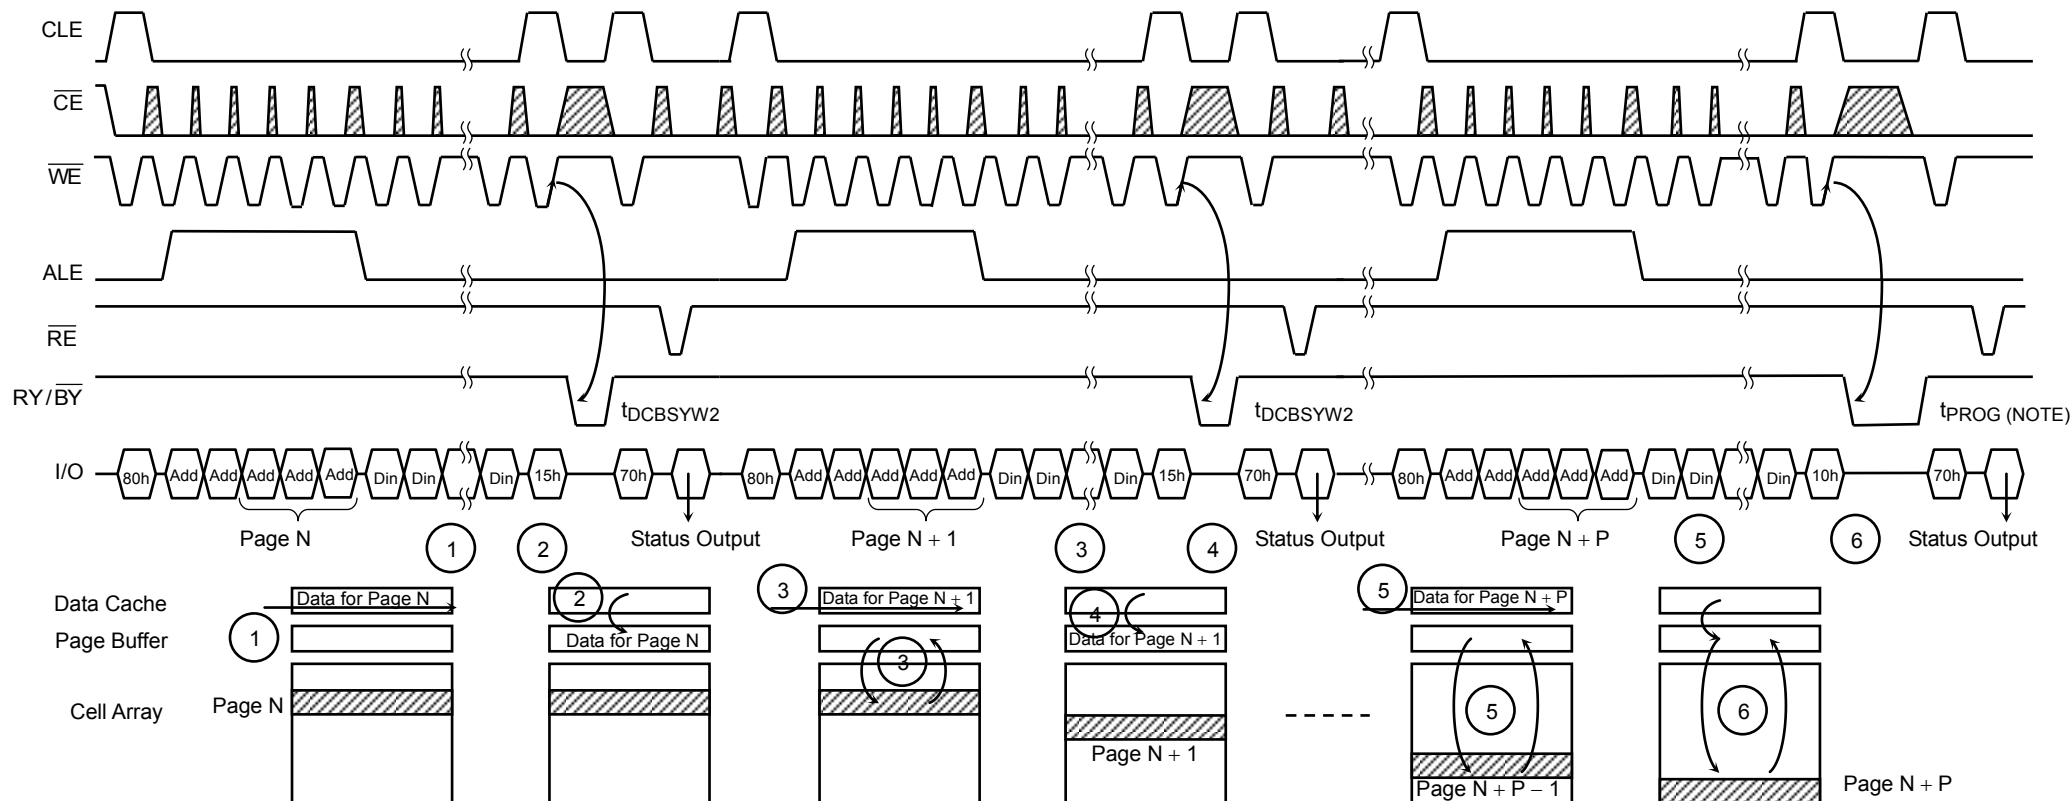 CLE
CE
WE
ALE
RE
RY/BY
tDCBSYW2 tDCBSYW2 tPROG (NOTE)
I/O 80h Add Add Add Add Add Din Din Din 15h 70h 80h Add Add Add Add Add Din Din Din 15h 70h 80h Add Add Add Add Add Din Din Din 10h 70h
Page N 1 2 Status Output Page N + 1 3 4 Status Output Page N + P 5 6 Status Output
Data Cache Data for Page N 2 3 Data for Page N + 1 4 5 Data for Page N + P
Page Buffer 1 Data for Page N Data for Page N + 1
3
Cell Array Page N 5 6
Page N + 1
Page N + P − 1 Page N + P